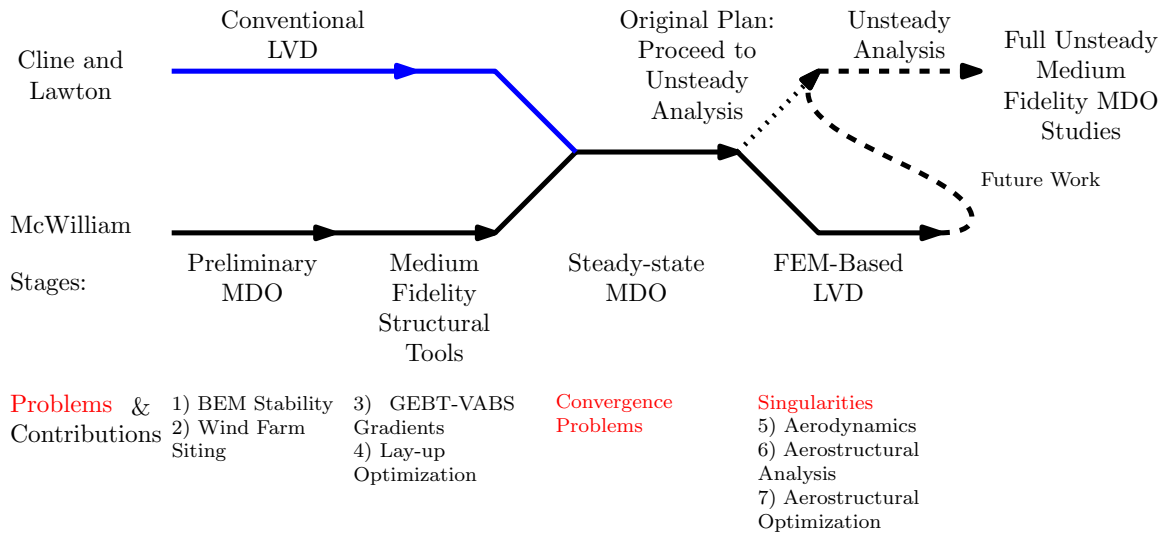 Conventional
LVD
Original Plan:
Proceed to
Unsteady
Analysis
Unsteady
Analysis
Cline and
Lawton
Full Unsteady
Medium
Fidelity MDO
Studies
Future Work
McWilliam
Stages:
Preliminary
MDO
Medium
Fidelity
Structural
Tools
Steady-state
MDO
FEM-Based
LVD
Problems &
Contributions
1) BEM Stability
2) Wind Farm
Siting
3) GEBT-VABS
Gradients
4) Lay-up
Optimization
Convergence
Problems
Singularities
5) Aerodynamics
6) Aerostructural
Analysis
7) Aerostructural
Optimization